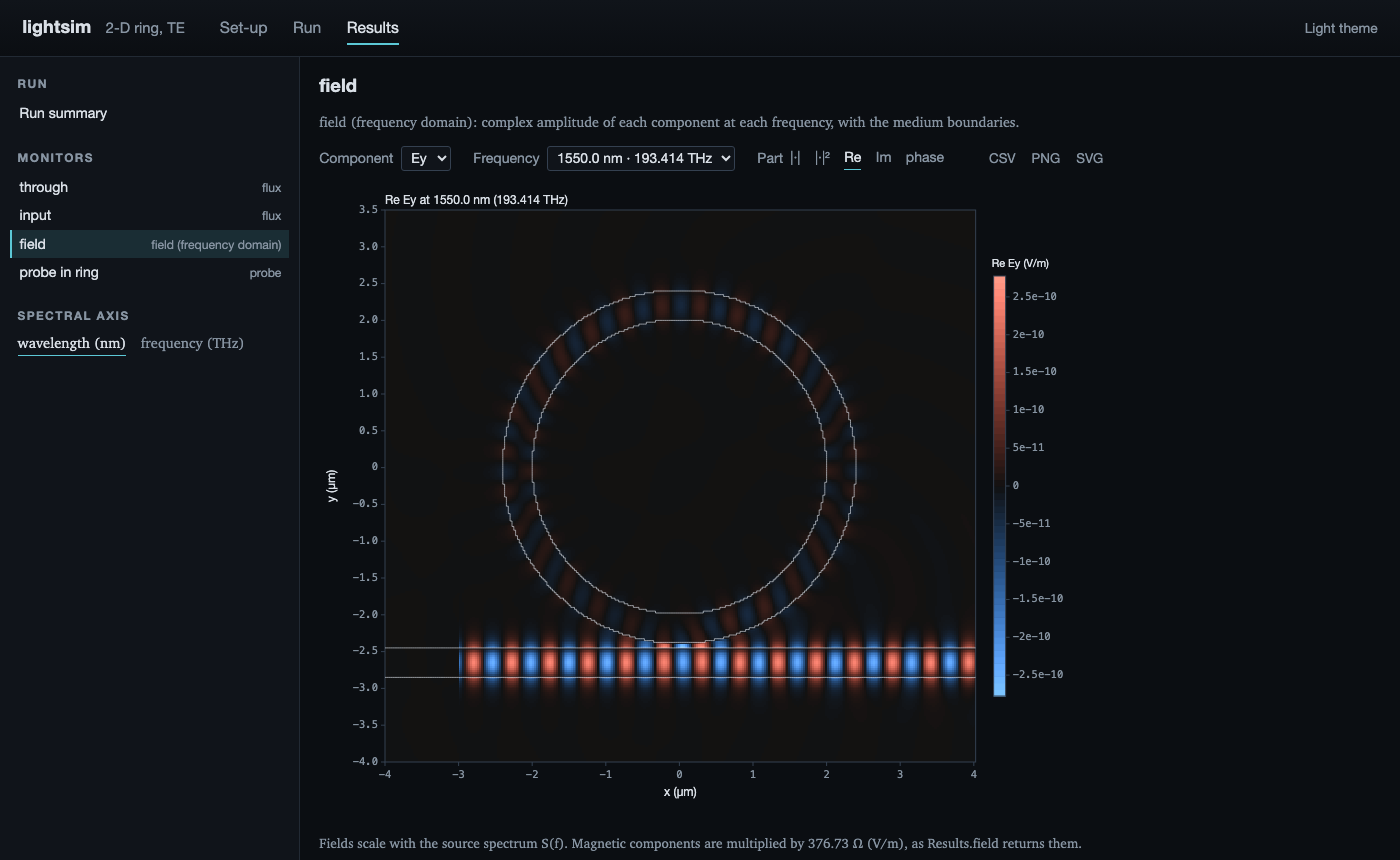 lightsim 2-D ring, TE Set-up Run Results Light theme
RUN
Run summary
MONITORS
through flux
input flux
field field (frequency domain)
probe in ring probe
SPECTRAL AXIS
wavelength (nm) frequency (THz)
field
field (frequency domain): complex amplitude of each component at each frequency, with the medium boundaries.
Component Ey Frequency 1550.0 nm · 193.414 THz Part |·| |·|² Re Im phase CSV PNG SVG
Re Ey at 1550.0 nm (193.414 THz)
3.5
3.0
2.5
2.0
1.5
1.0
0.5
0
−0.5
−1.0
−1.5
−2.0
−2.5
−3.0
−3.5
−4.0
y (µm)
−4 −3 −2 −1 0 1 2 3 4
x (µm)
Re Ey (V/m)
2.5e-10
2e-10
1.5e-10
1e-10
5e-11
0
−5e-11
−1e-10
−1.5e-10
−2e-10
−2.5e-10
Fields scale with the source spectrum S(f). Magnetic components are multiplied by 376.73 Ω (V/m), as Results.field returns them.